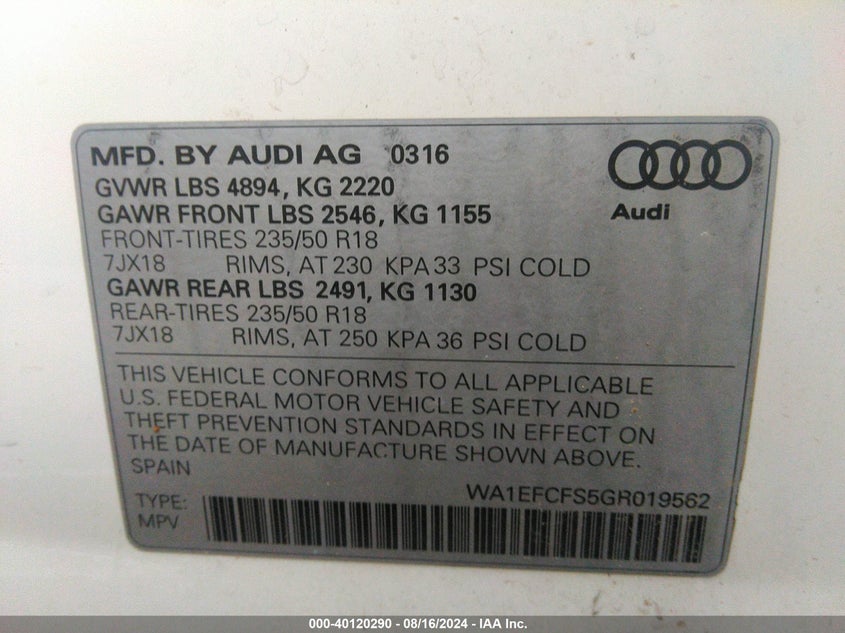 MFD. BY AUDI AG 0316
GVWR LBS 4894, KG 2220
GAWR FRONT LBS 2546, KG 1155
FRONT-TIRES 235/50 R18
7JX18 RIMS, AT 230 KPA 33 PSI COLD
GAWR REAR LBS 2491, KG 1130
REAR-TIRES 235/50 R18
7JX18 RIMS, AT 250 KPA 36 PSI COLD
Audi
THIS VEHICLE CONFORMS TO ALL APPLICABLE
U.S. FEDERAL MOTOR VEHICLE SAFETY AND
THEFT PREVENTION STANDARDS IN EFFECT ON
THE DATE OF MANUFACTURE SHOWN ABOVE.
SPAIN
WA1EFCFS5GR019562
TYPE:
MPV
000-40120290 - 08/16/2024 - IAA Inc.